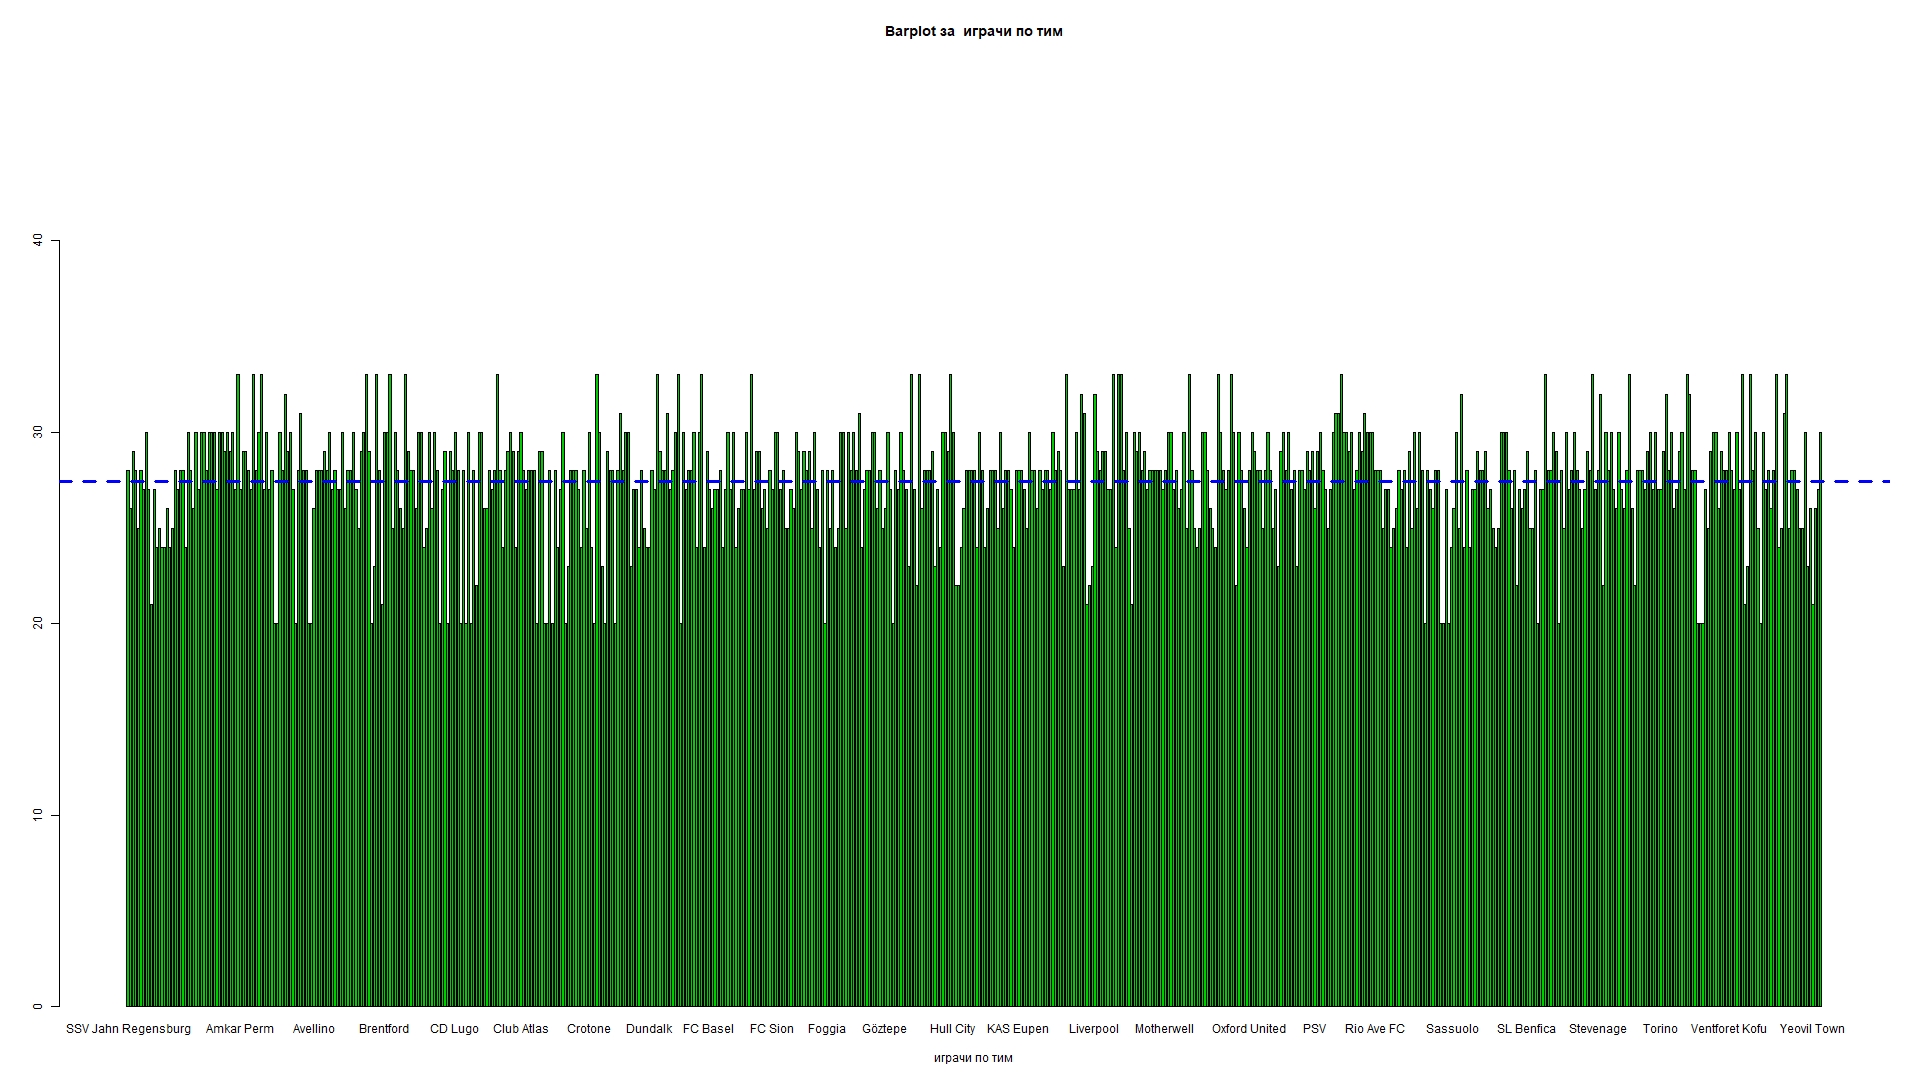 Barplot за  играчи по тим
40
30
20
10
0
SSV Jahn Regensburg Amkar Perm Avellino Brentford CD Lugo Club Atlas Crotone Dundalk FC Basel FC Sion Foggia Göztepe Hull City KAS Eupen Liverpool Motherwell Oxford United PSV Rio Ave FC Sassuolo SL Benfica Stevenage Torino Ventforet Kofu Yeovil Town
играчи по тим